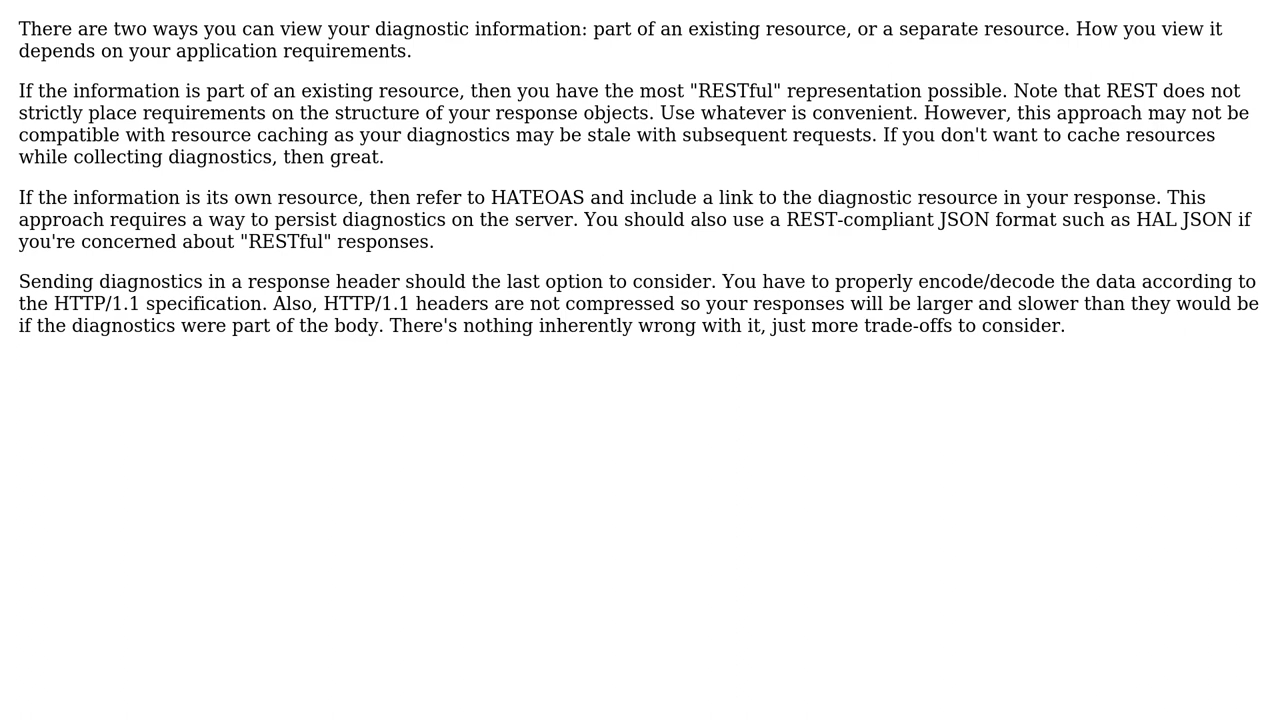 There are two ways you can view your diagnostic information: part of an existing resource, or a separate resource. How you view it
depends on your application requirements.
If the information is part of an existing resource, then you have the most "RESTful" representation possible. Note that REST does not
strictly place requirements on the structure of your response objects. Use whatever is convenient. However, this approach may not be
compatible with resource caching as your diagnostics may be stale with subsequent requests. If you don't want to cache resources
while collecting diagnostics, then great.
If the information is its own resource, then refer to HATEOAS and include a link to the diagnostic resource in your response. This
approach requires a way to persist diagnostics on the server. You should also use a REST-compliant JSON format such as HAL JSON if
you're concerned about "RESTful" responses.
Sending diagnostics in a response header should the last option to consider. You have to properly encode/decode the data according to
the HTTP/1.1 specification. Also, HTTP/1.1 headers are not compressed so your responses will be larger and slower than they would be
if the diagnostics were part of the body. There's nothing inherently wrong with it, just more trade-offs to consider.